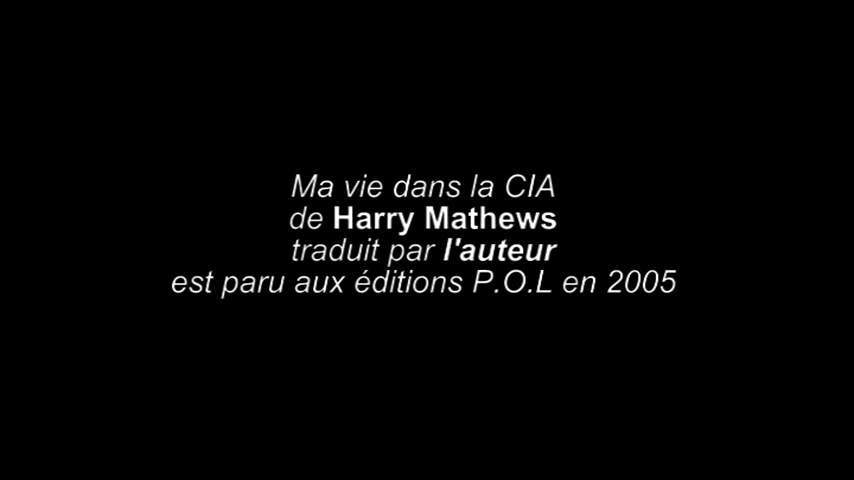 Ma vie dans la CIA
de Harry Mathews
traduit par l'auteur
est paru aux éditions P.O.L en 2005